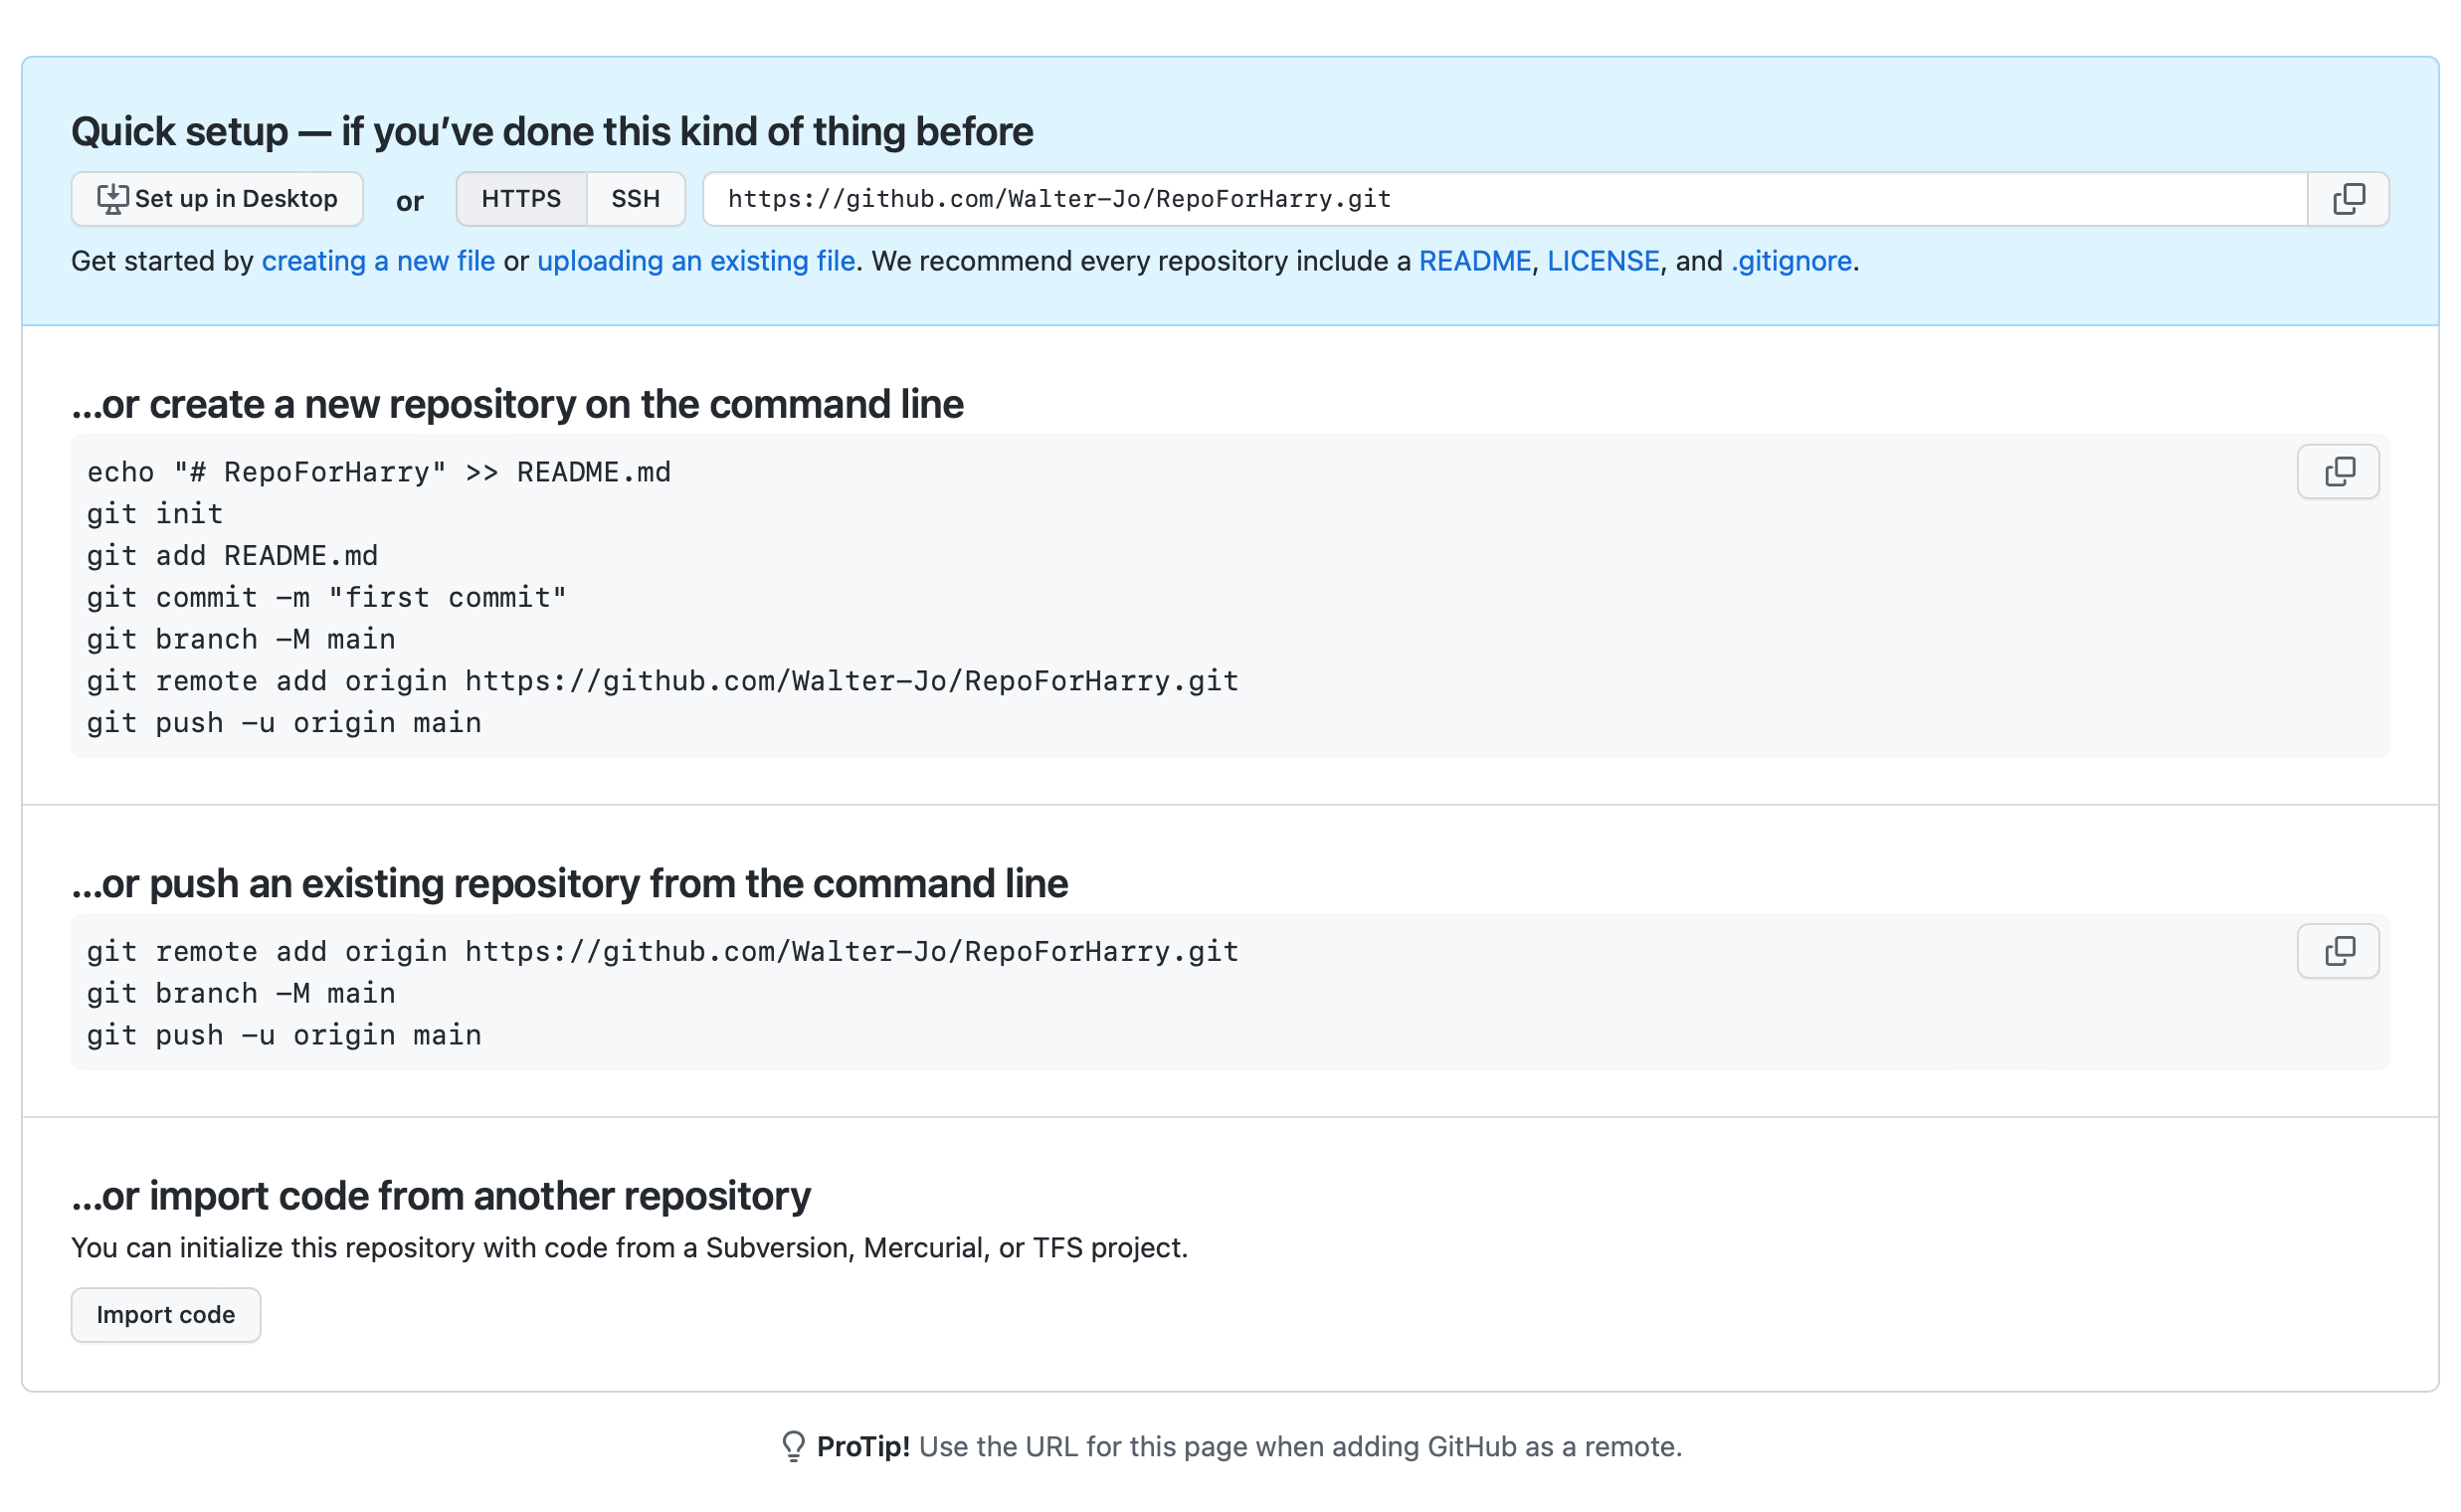 Quick setup — if you’ve done this kind of thing before
Set up in Desktop or HTTPS SSH https://github.com/Walter-Jo/RepoForHarry.git
Get started by creating a new file or uploading an existing file. We recommend every repository include a README, LICENSE, and .gitignore.
…or create a new repository on the command line
echo "# RepoForHarry" >> README.md
git init
git add README.md
git commit -m "first commit"
git branch -M main
git remote add origin https://github.com/Walter-Jo/RepoForHarry.git
git push -u origin main
…or push an existing repository from the command line
git remote add origin https://github.com/Walter-Jo/RepoForHarry.git
git branch -M main
git push -u origin main
…or import code from another repository
You can initialize this repository with code from a Subversion, Mercurial, or TFS project.
Import code
ProTip! Use the URL for this page when adding GitHub as a remote.